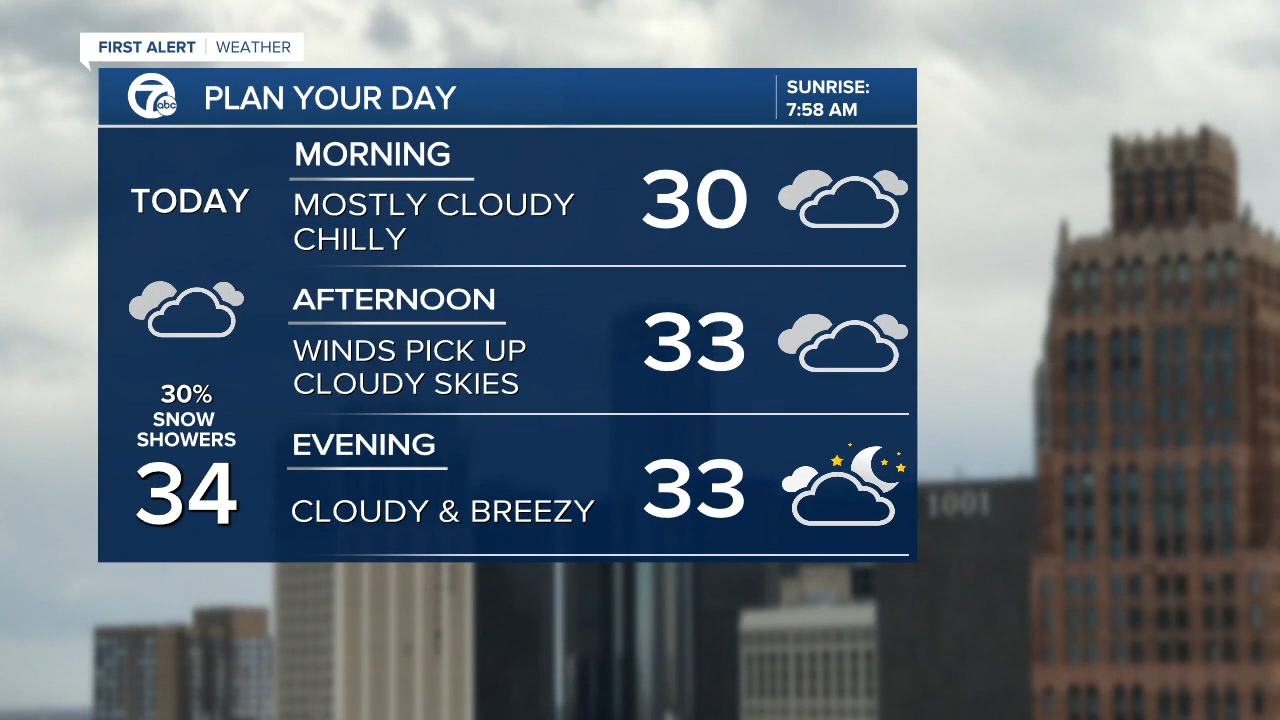 FIRST ALERT | WEATHER
7 abc
PLAN YOUR DAY
SUNRISE:
7:58 AM
TODAY
30%
SNOW
SHOWERS
34
MORNING
MOSTLY CLOUDY
CHILLY
30
AFTERNOON
WINDS PICK UP
CLOUDY SKIES
33
EVENING
CLOUDY & BREEZY
33
1001